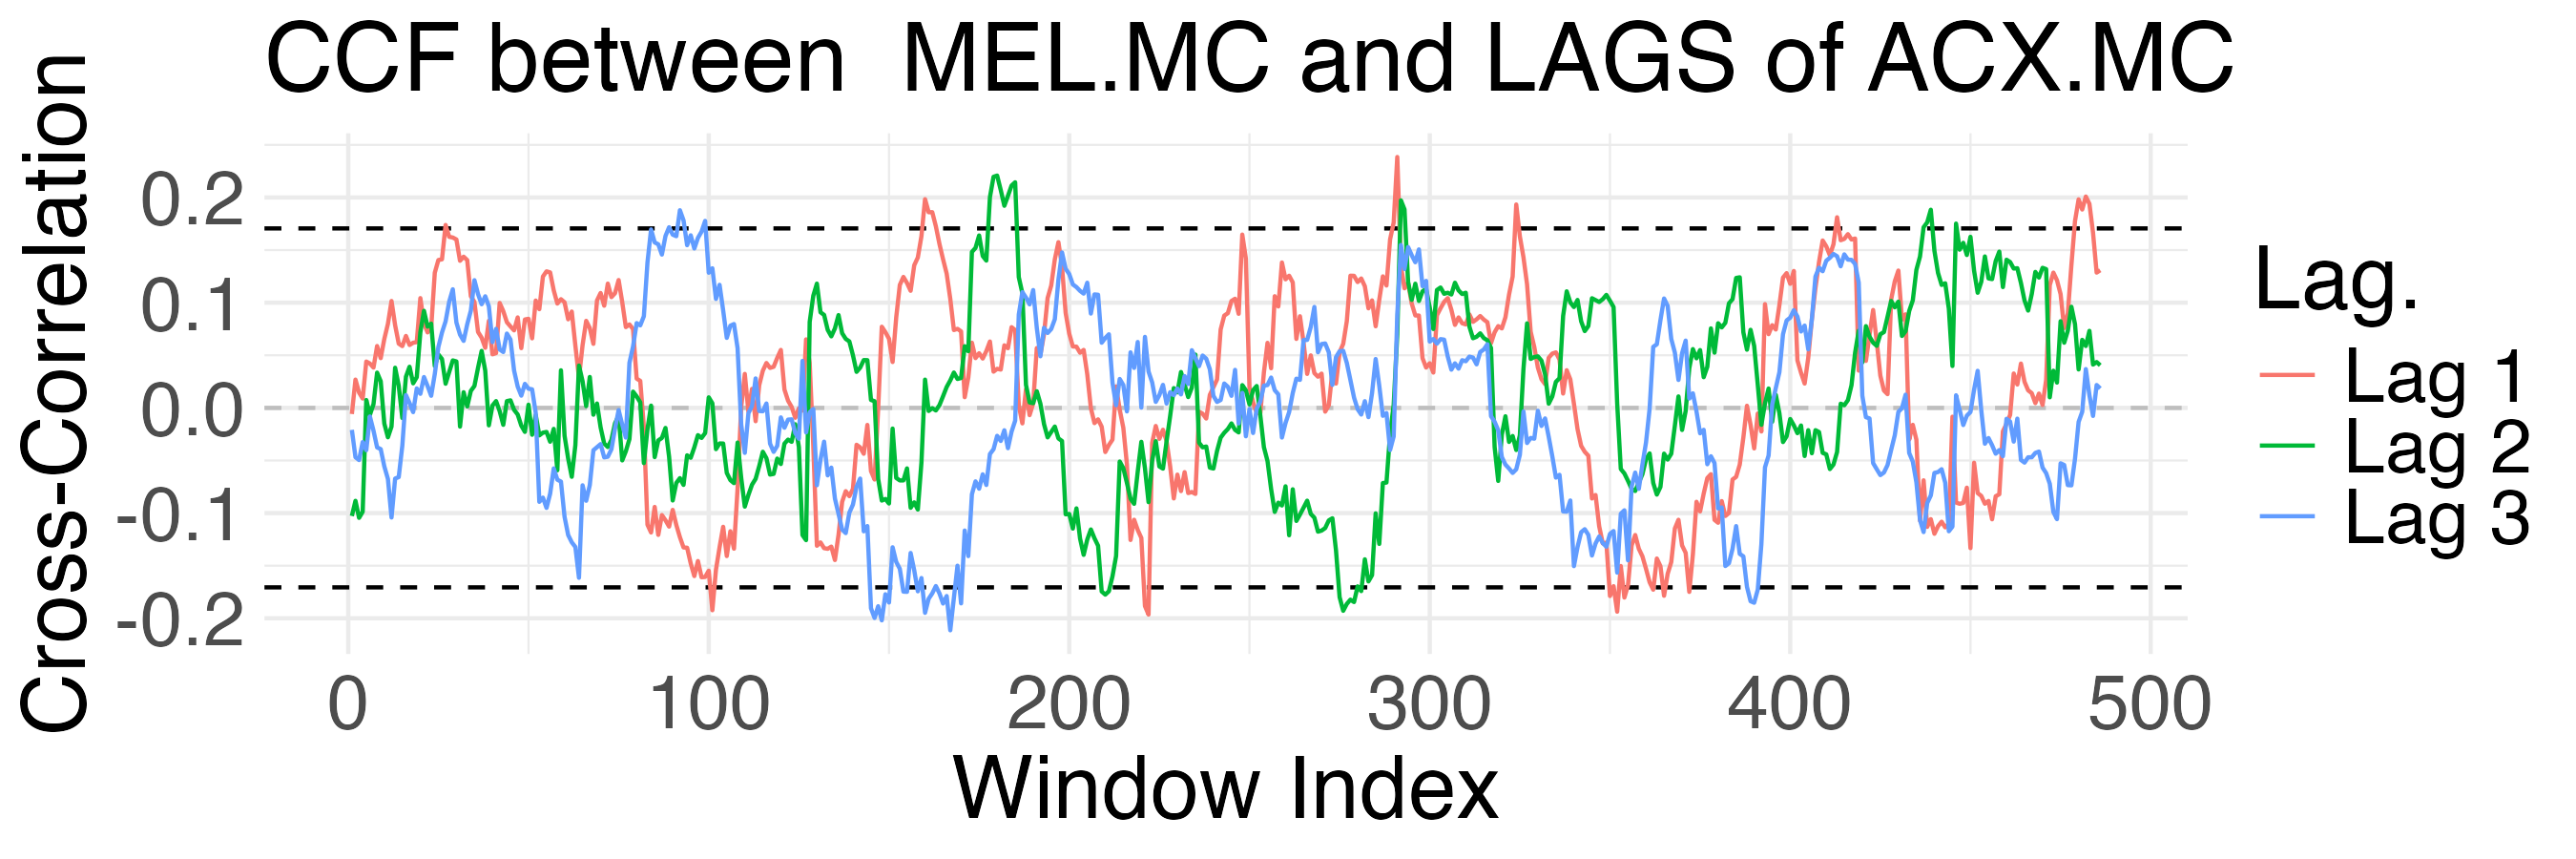 CCF between  MEL.MC and LAGS of ACX.MC
Cross-Correlation
0.2
0.1
0.0
-0.1
-0.2
0 100 200 300 400 500
Window Index
Lag.
Lag 1
Lag 2
Lag 3